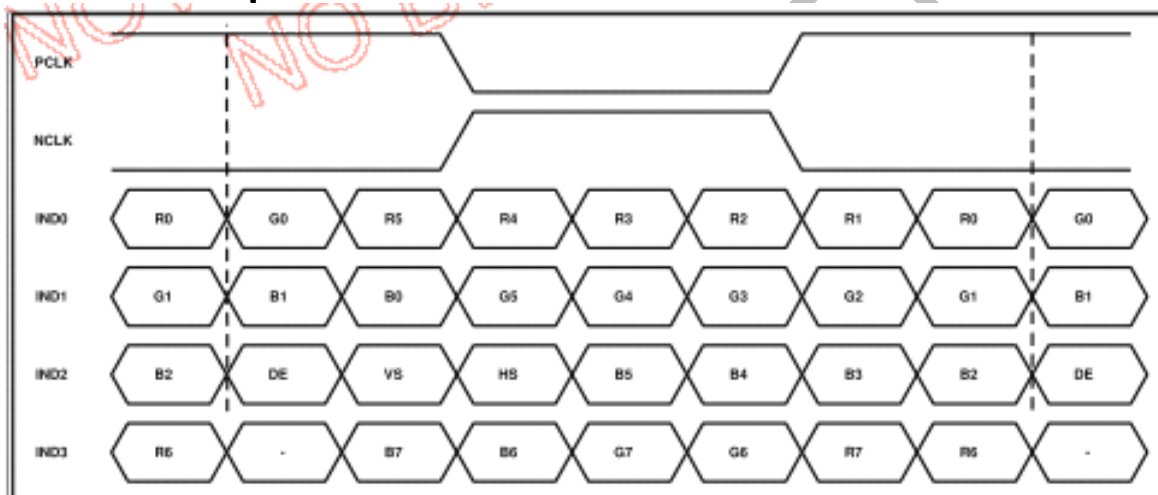 PCLK
NCLK
IND0 R0 G0 R5 R4 R3 R2 R1 R0 G0
IND1 G1 B1 B0 G5 G4 G3 G2 G1 B1
IND2 B2 DE VS HS B5 B4 B3 B2 DE
IND3 R6 - B7 B6 G7 G6 R7 R6 -